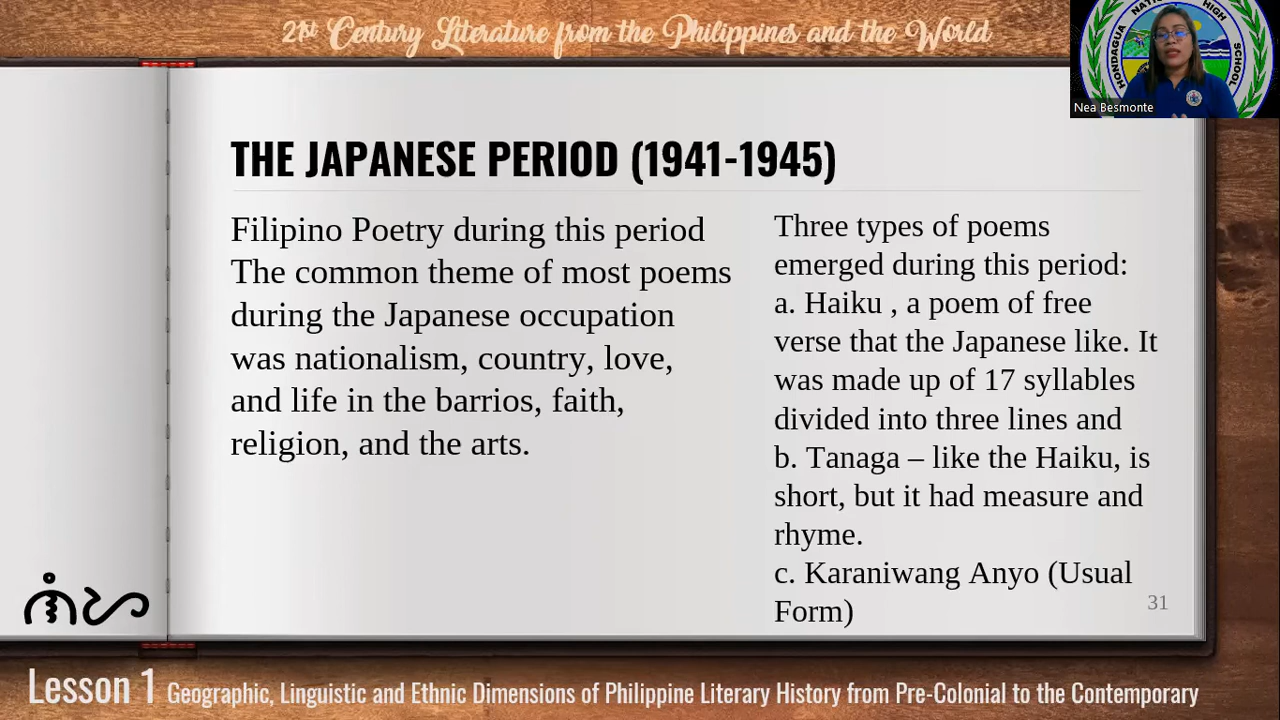 21st Century Literature from the Philippines and the World
HONDAGUA NATIONAL HIGH SCHOOL
Nea Besmonte
THE JAPANESE PERIOD (1941-1945)
Filipino Poetry during this period
The common theme of most poems
during the Japanese occupation
was nationalism, country, love,
and life in the barrios, faith,
religion, and the arts.
Three types of poems
emerged during this period:
a. Haiku , a poem of free
verse that the Japanese like. It
was made up of 17 syllables
divided into three lines and
b. Tanaga – like the Haiku, is
short, but it had measure and
rhyme.
c. Karaniwang Anyo (Usual
Form)
31
Lesson 1 Geographic, Linguistic and Ethnic Dimensions of Philippine Literary History from Pre-Colonial to the Contemporary